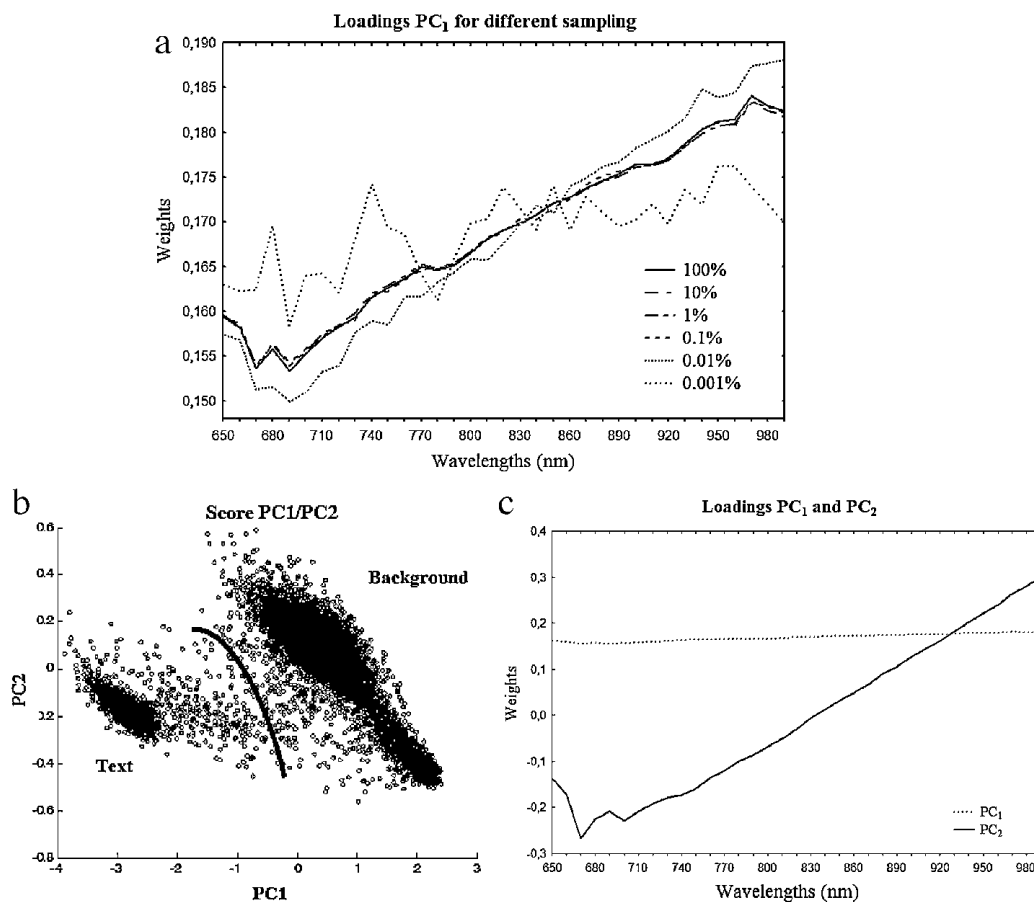 Loadings PC₁ for different sampling
a
0,190
0,185
0,180
0,175
0,170
0,165
0,160
0,155
0,150
Weights
100%
10%
1%
0.1%
0.01%
0.001%
650 680 710 740 770 800 830 860 890 920 950 980
Wavelengths (nm)
b
Score PC1/PC2
Background
Text
0.6
0.4
0.2
0
3.2
-0.4
-0.6
-0.8
PC2
-4 -3 -2 -1 0 1 2 3
PC1
c
Loadings PC₁ and PC₂
0,4
0,3
0,2
0,1
0,0
-0,1
-0,2
-0,3
Weights
PC₁
PC₂
650 680 710 740 770 800 830 860 890 920 950 980
Wavelengths (nm)